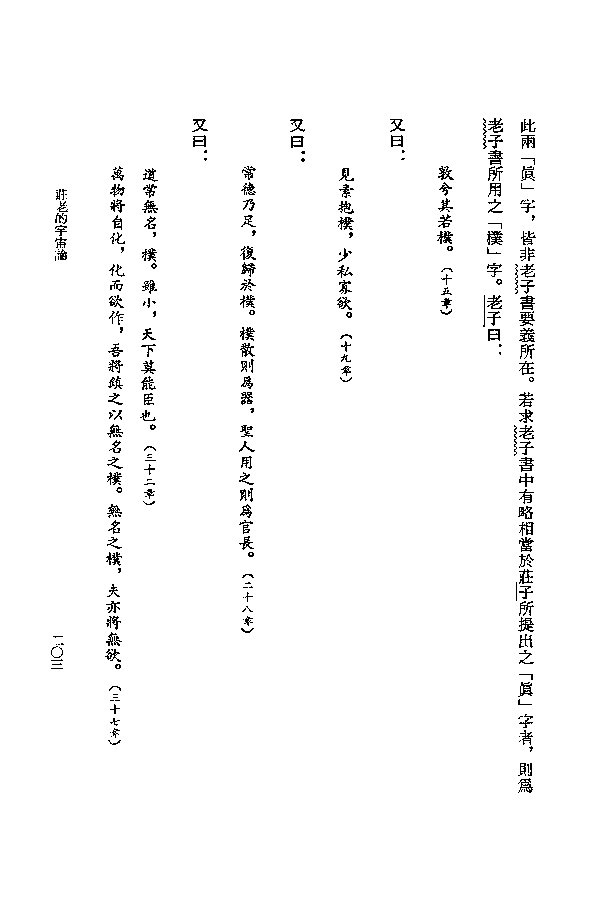 此兩「眞」字，皆非老子書要義所在。若求老子書中有略相當於莊子所提出之「眞」字者，則爲
老子書所用之「樸」字。老子曰：
敦兮其若樸。（十五章）
又曰：
見素抱樸，少私寡欲。（十九章）
又曰：
常德乃足，復歸於樸。樸散則爲器，聖人用之則爲官長。（二十八章）
又曰：
道常無名，樸。雖小，天下莫能臣也。（三十二章）
萬物將自化，化而欲作，吾將鎮之以無名之樸。無名之樸，夫亦將無欲。（三十七章）
莊老的宇宙論
二〇三